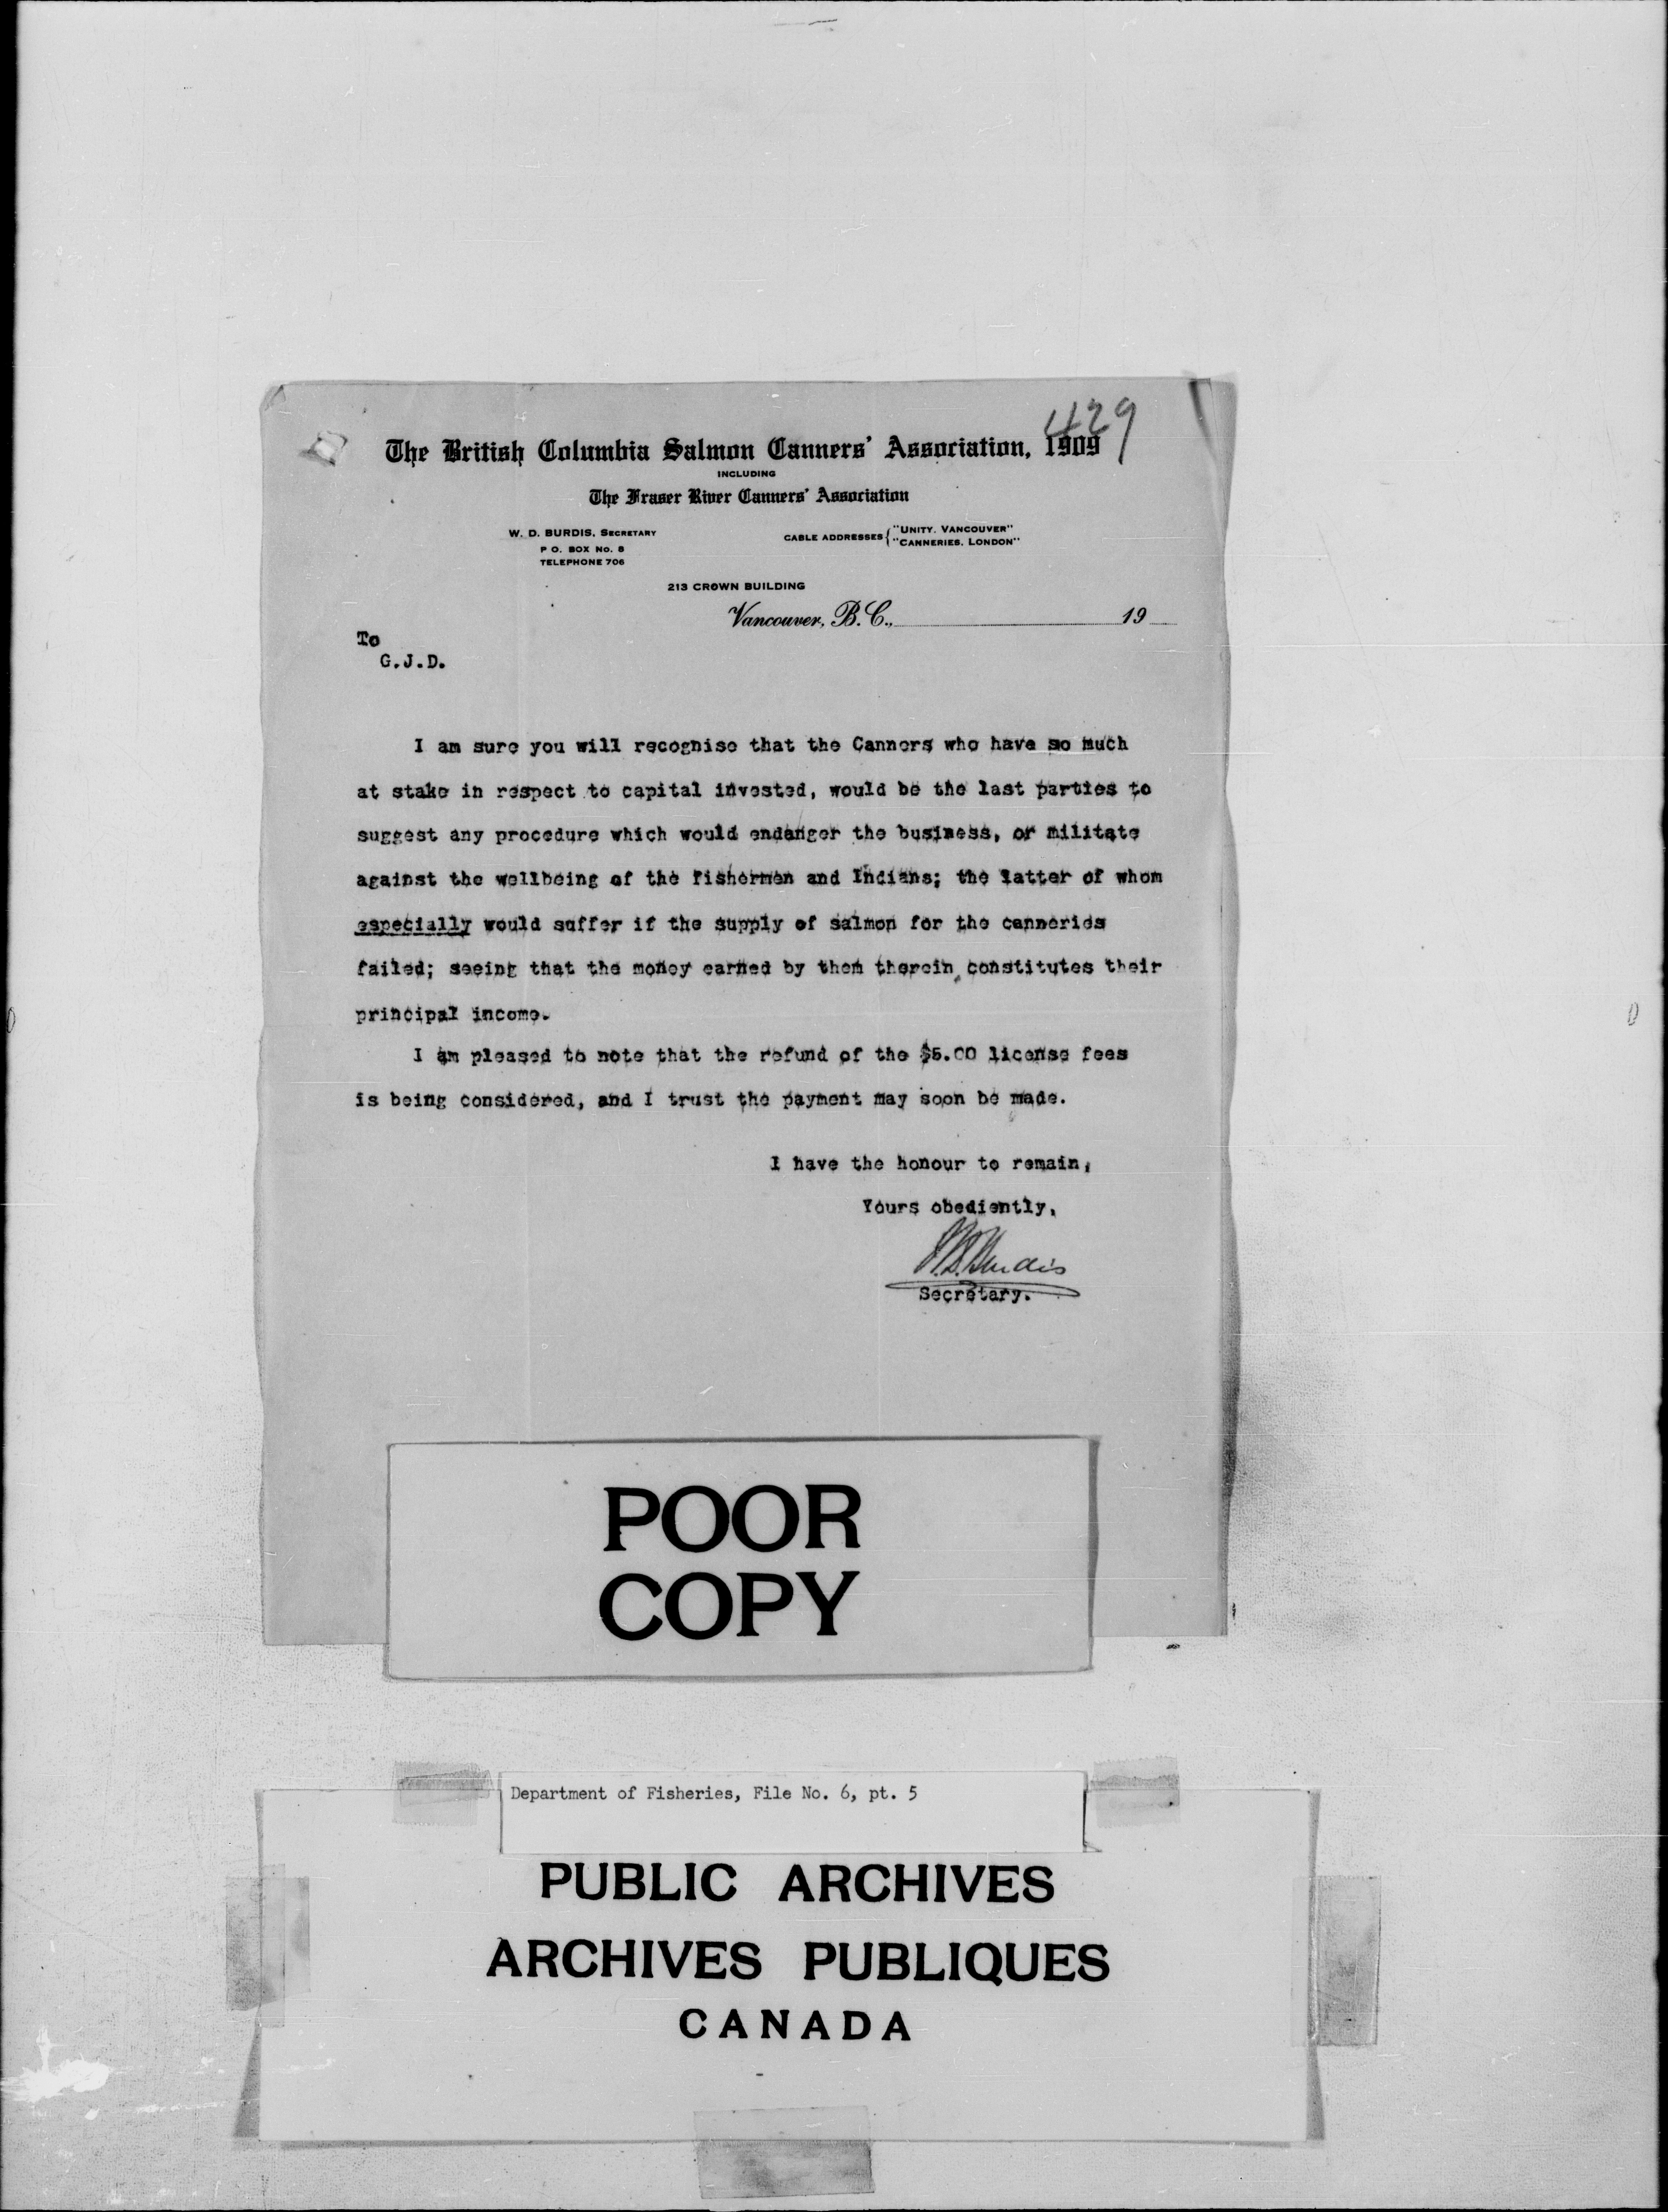 429
The British Columbia Salmon Canners' Association, 1909
INCLUDING
The Fraser River Canners' Association
W. D. BURDIS, SECRETARY
P O. BOX No. 8
TELEPHONE 706
CABLE ADDRESSES { "UNITY. VANCOUVER"
"CANNERIES. LONDON"
213 CROWN BUILDING
Vancouver, B.C., 19
To
G.J.D.
I am sure you will recognise that the Canners who have so much
at stake in respect to capital invested, would be the last parties to
suggest any procedure which would endanger the business, or militate
against the wellbeing of the fishermen and Indians; the latter of whom
especially would suffer if the supply of salmon for the canneries
failed; seeing that the money earned by them therein, constitutes their
principal income.
I am pleased to note that the refund of the $5.00 license fees
is being considered, and I trust the payment may soon be made.
I have the honour to remain,
Yours obediently,
W.D. Burdis
Secretary.
POOR
COPY
Department of Fisheries, File No. 6, pt. 5
PUBLIC ARCHIVES
ARCHIVES PUBLIQUES
CANADA